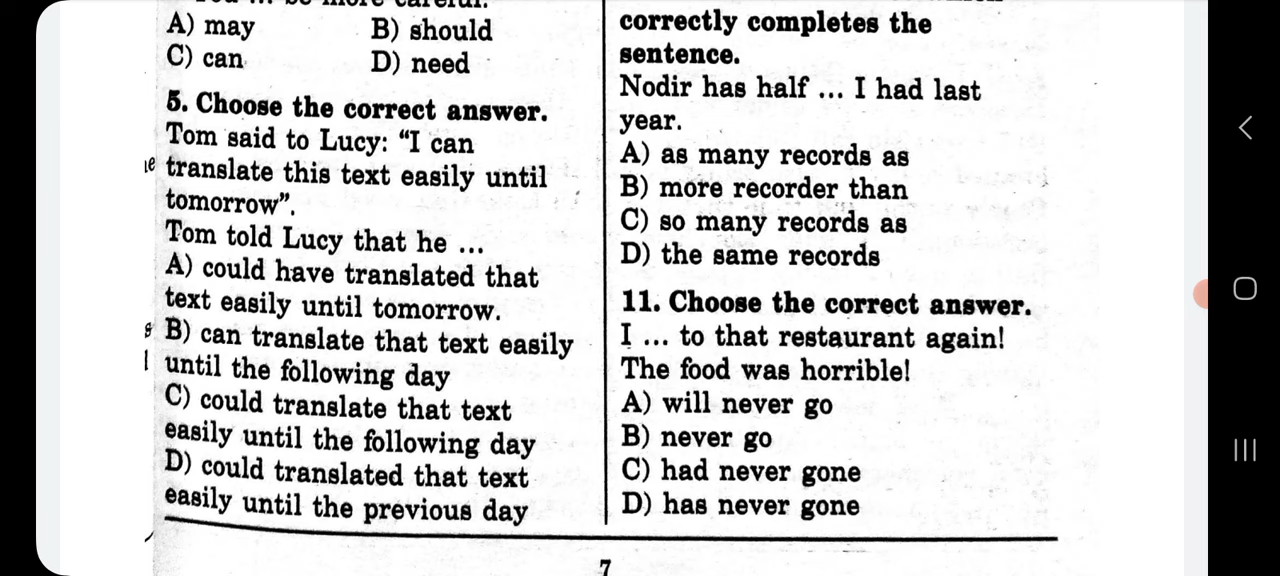 be more careful.
A) may B) should
C) can D) need
5. Choose the correct answer.
Tom said to Lucy: “I can
translate this text easily until
tomorrow”.
Tom told Lucy that he ...
A) could have translated that
text easily until tomorrow.
B) can translate that text easily
until the following day
C) could translate that text
easily until the following day
D) could translated that text
easily until the previous day
correctly completes the
sentence.
Nodir has half ... I had last
year.
A) as many records as
B) more recorder than
C) so many records as
D) the same records
11. Choose the correct answer.
I ... to that restaurant again!
The food was horrible!
A) will never go
B) never go
C) had never gone
D) has never gone
7